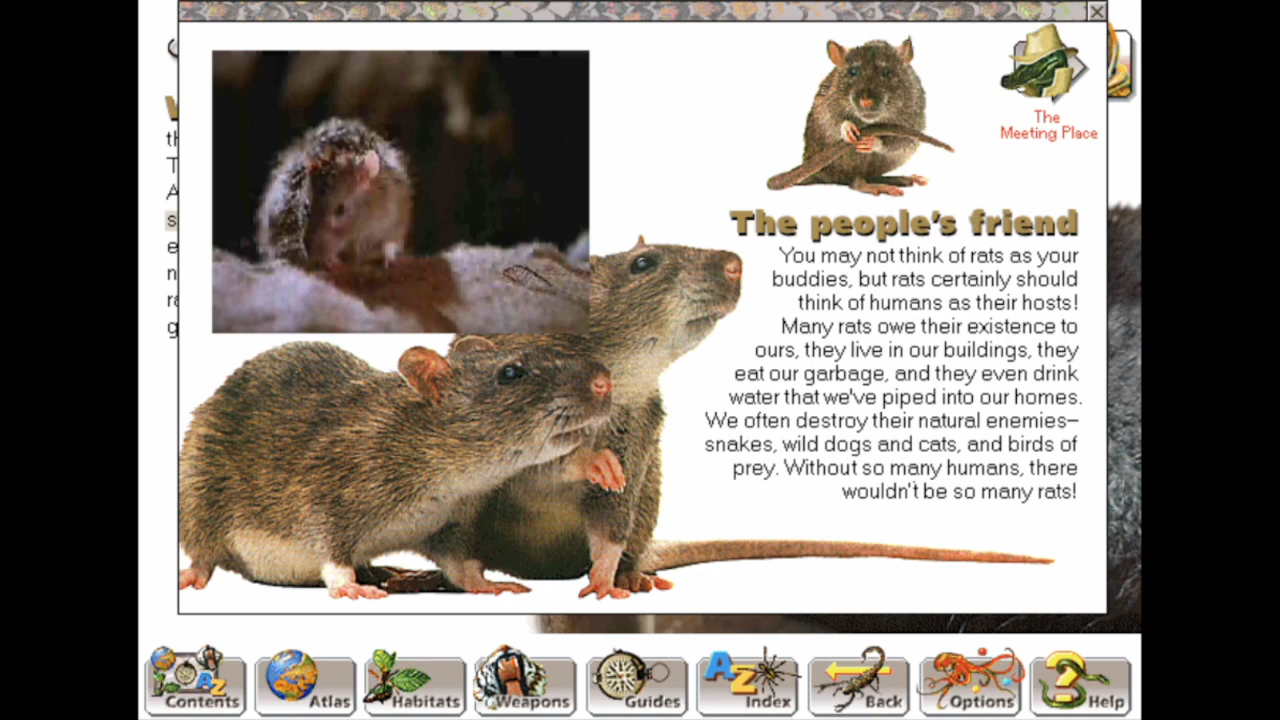 The
Meeting Place
The people's friend
You may not think of rats as your
buddies, but rats certainly should
think of humans as their hosts!
Many rats owe their existence to
ours, they live in our buildings, they
eat our garbage, and they even drink
water that we've piped into our homes.
We often destroy their natural enemies–
snakes, wild dogs and cats, and birds of
prey. Without so many humans, there
wouldn't be so many rats!
Contents
Atlas
Habitats
Weapons
Guides
AZ
Index
Back
Options
? Help